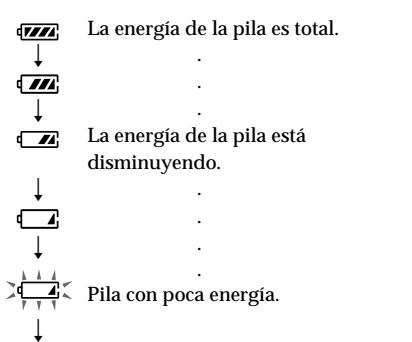 La energía de la pila es total.
.
.
.
La energía de la pila está
disminuyendo.
.
.
.
.
Pila con poca energía.